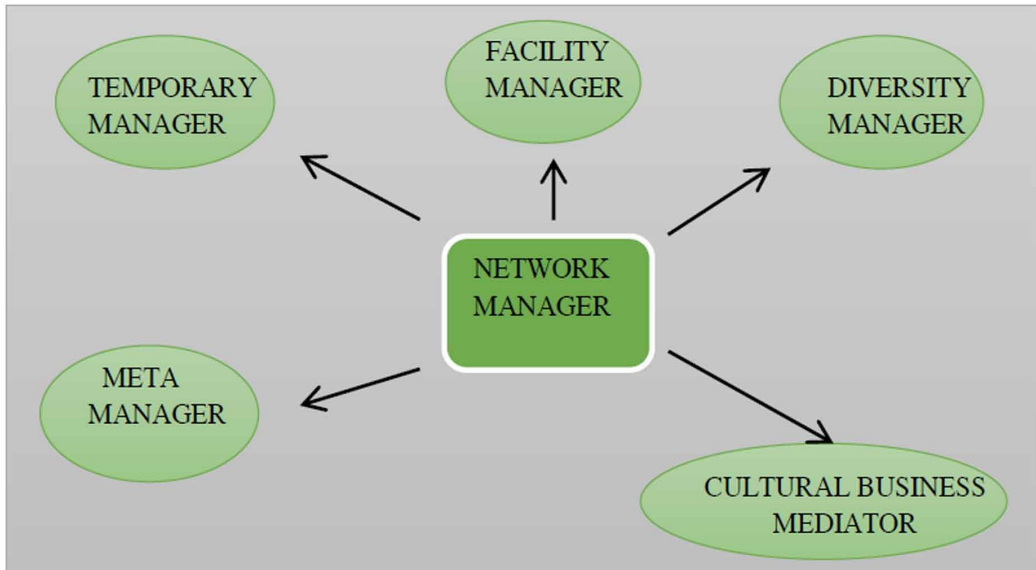 TEMPORARY
MANAGER
FACILITY
MANAGER
DIVERSITY
MANAGER
NETWORK
MANAGER
META
MANAGER
CULTURAL BUSINESS
MEDIATOR